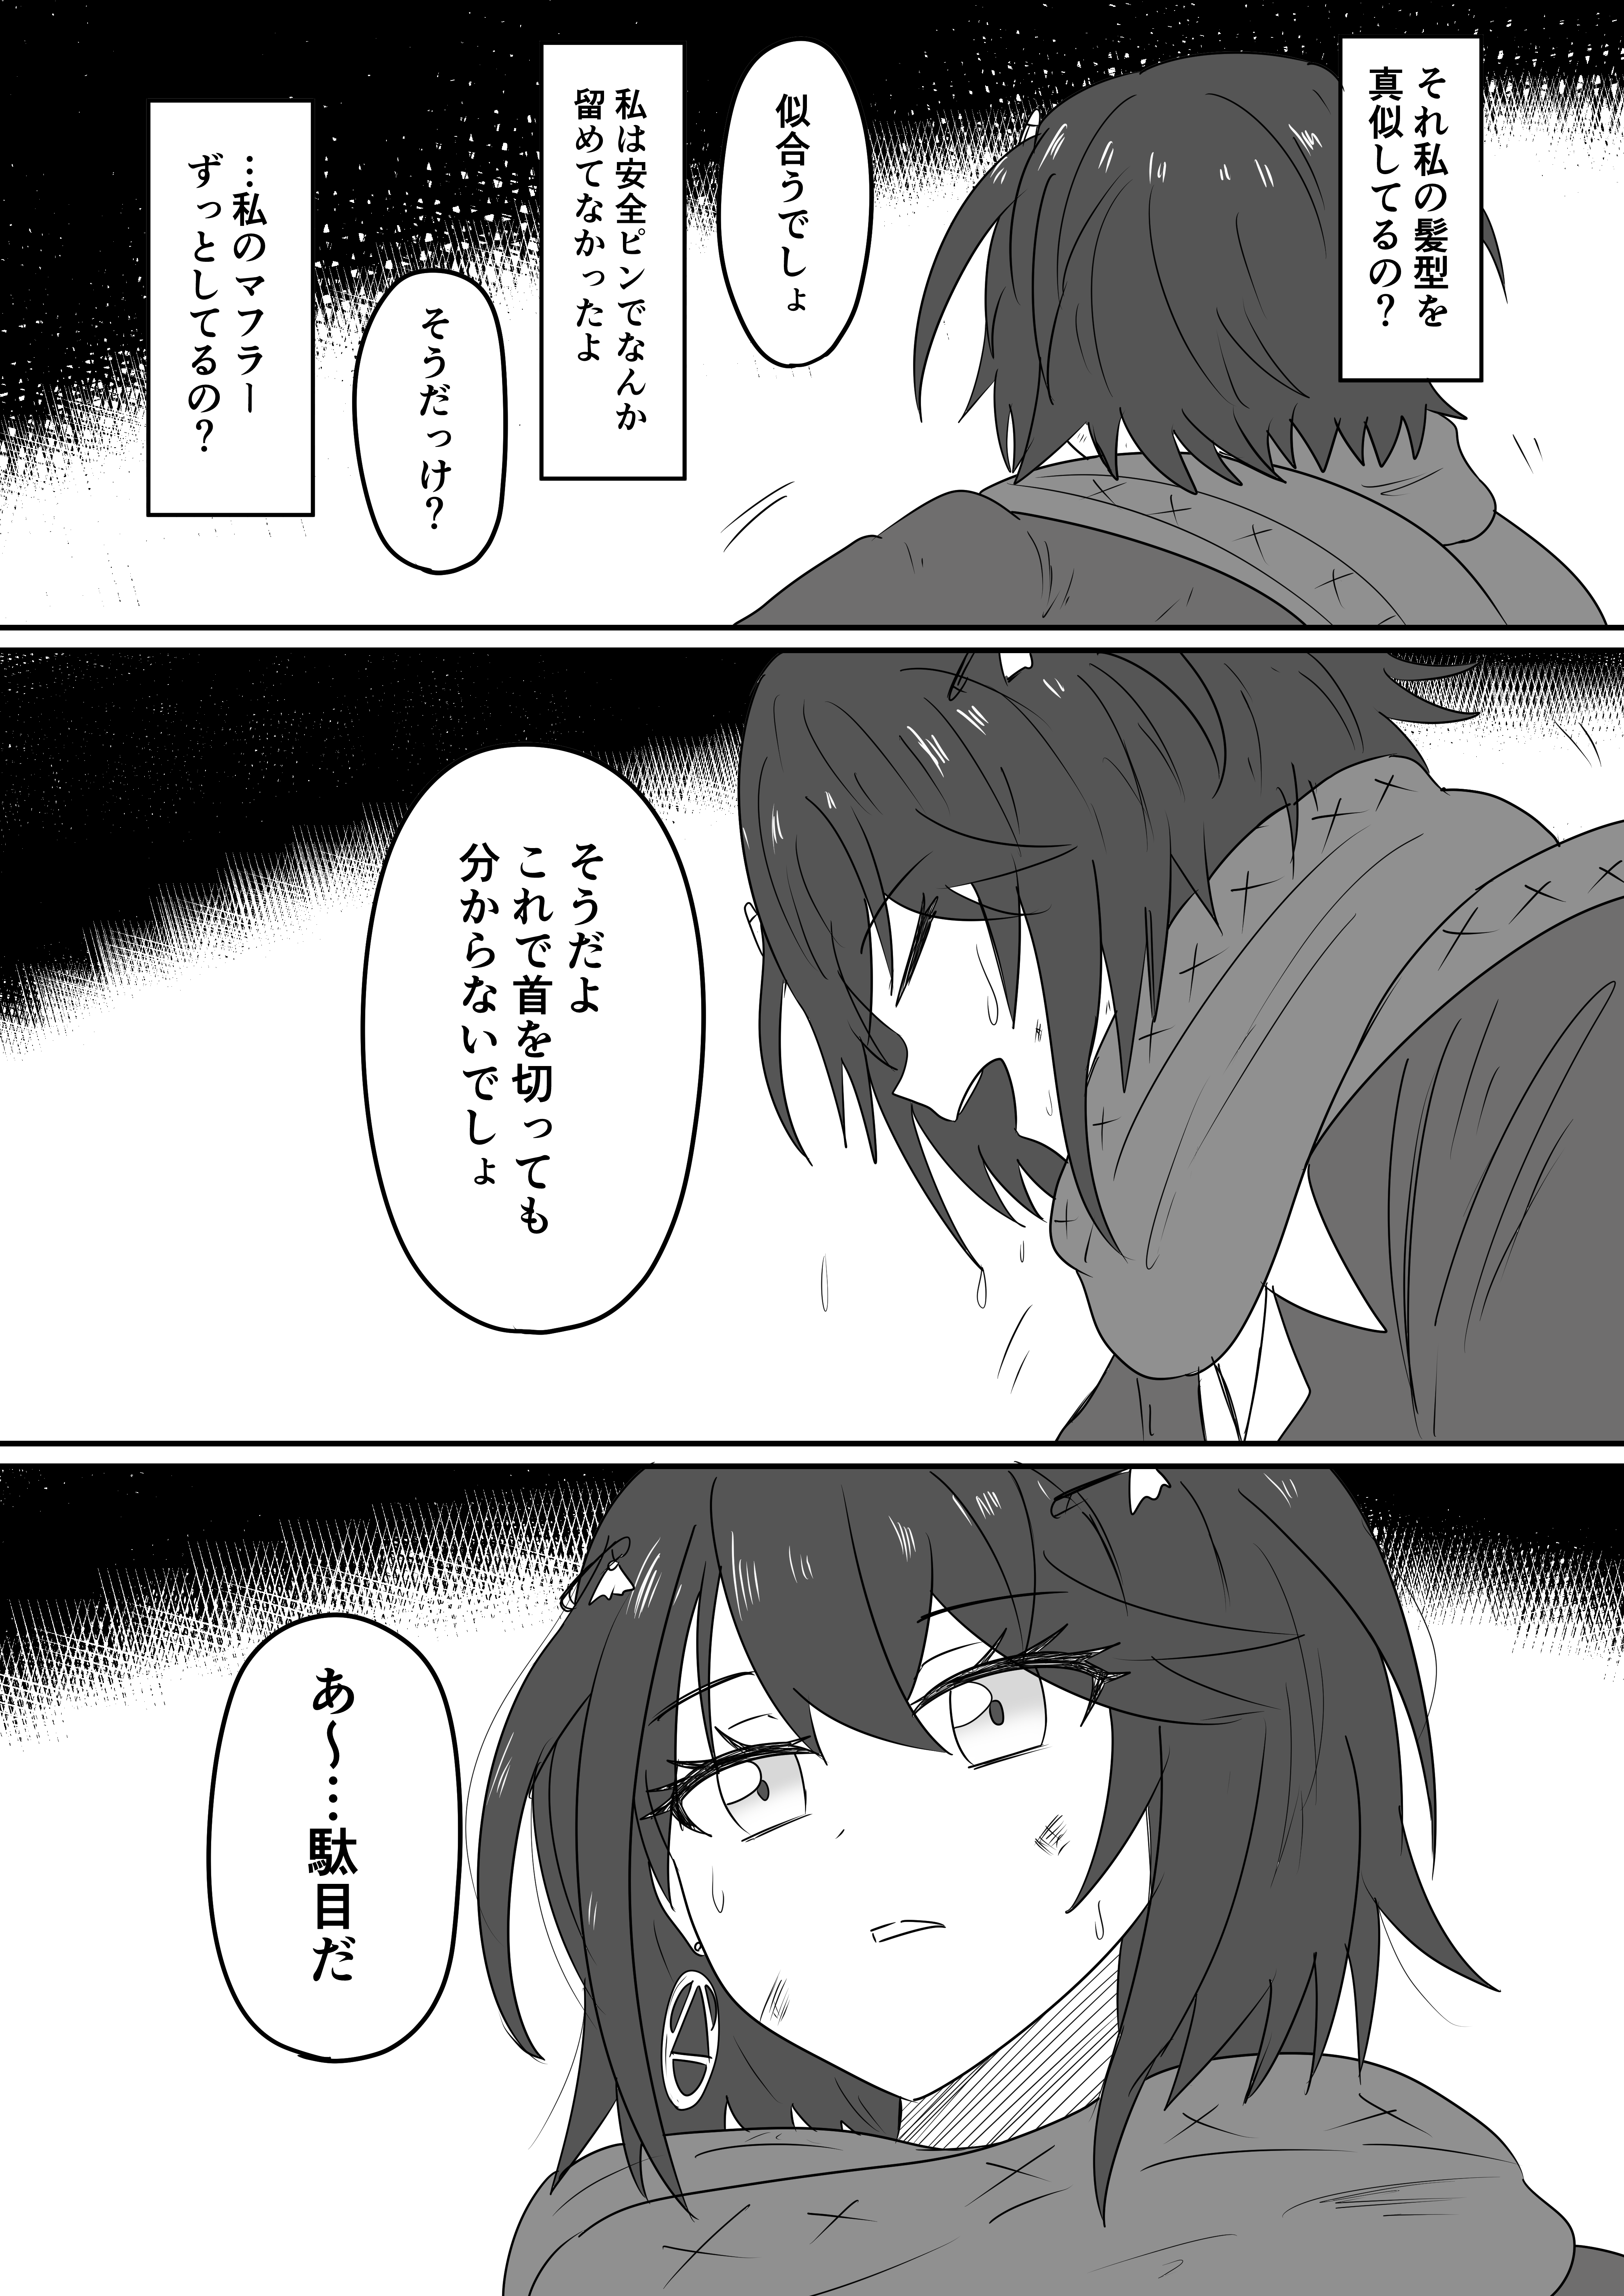 それ私の髪型を
真似してるの？
似合うでしょ
私は安全ピンでなんか
留めてなかったよ
そうだっけ？
…私のマフラー
ずっとしてるの？
そうだよ
これで首を切っても
分からないでしょ
あ～……駄目だ